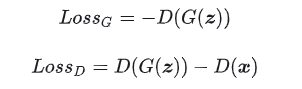 Loss_G = −D(G(z))
Loss_D = D(G(z)) − D(x)